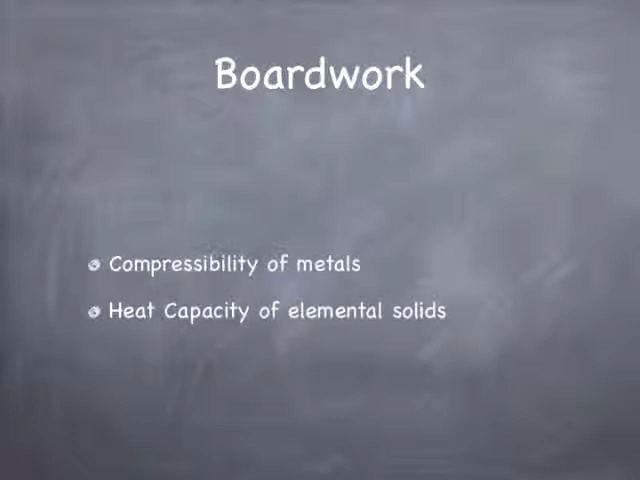 Boardwork
Compressibility of metals
Heat Capacity of elemental solids